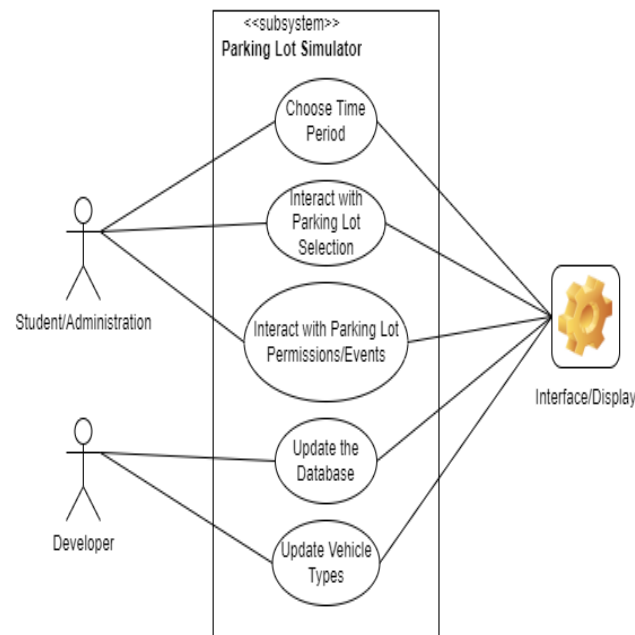 <<subsystem>>
Parking Lot Simulator
Choose Time
Period
Interact with
Parking Lot
Selection
Student/Administration
Interact with Parking Lot
Permissions/Events
Interface/Display
Update the
Database
Developer
Update Vehicle
Types